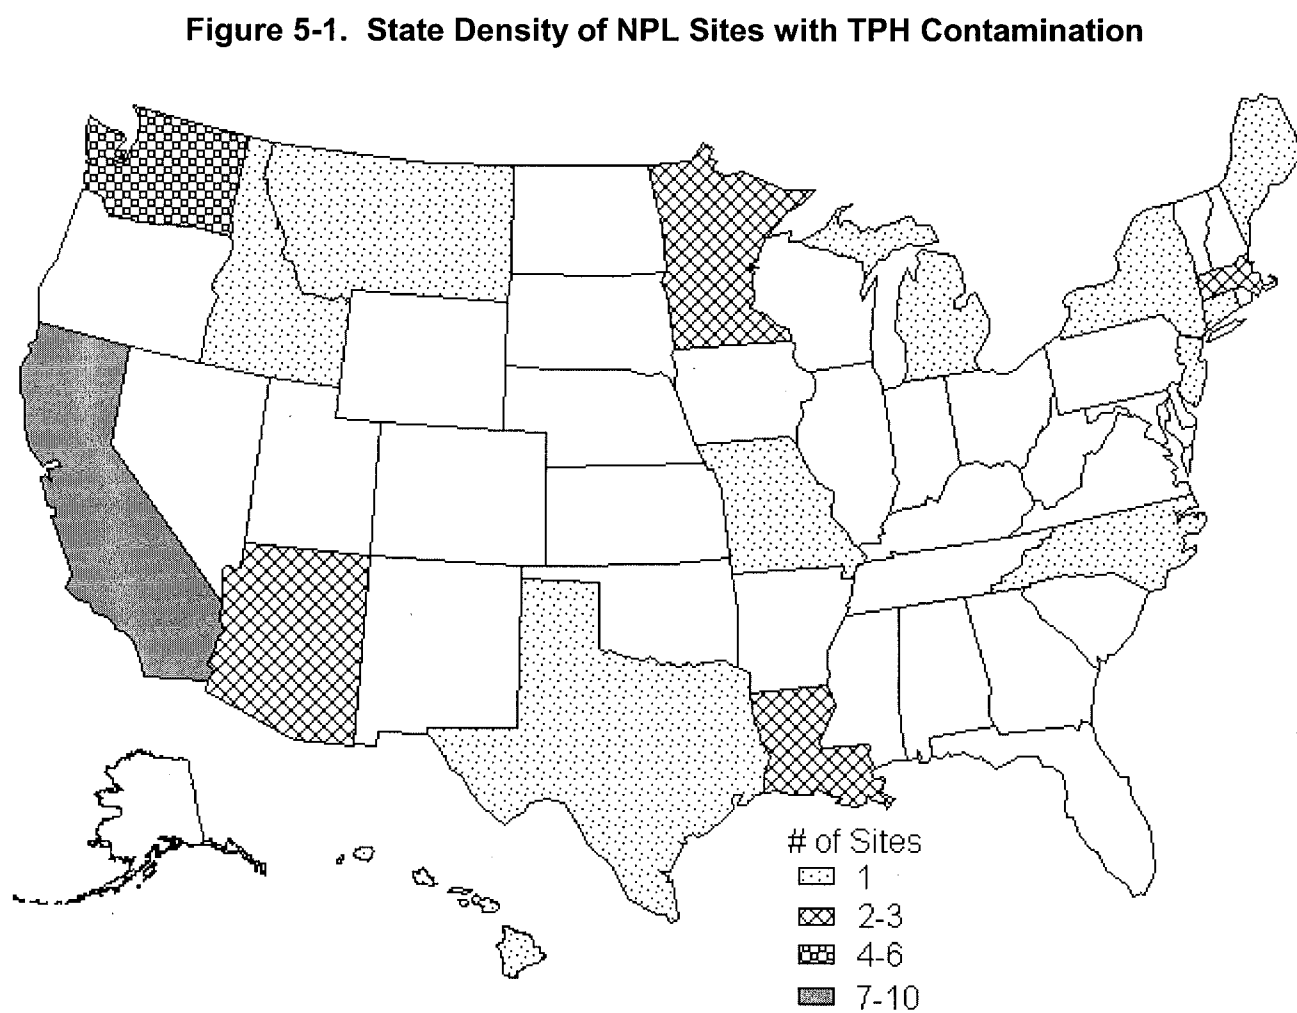 Figure 5-1. State Density of NPL Sites with TPH Contamination
# of Sites
1
2-3
4-6
7-10